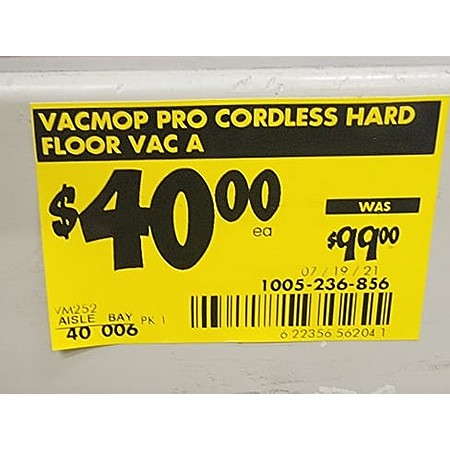 VACMOP PRO CORDLESS HARD
FLOOR VAC A
$40.00
ea
WAS
$99.00
07/19/21
1005-236-856
VM252
AISLE BAY PK 1
40 006
6 22356 56204 1